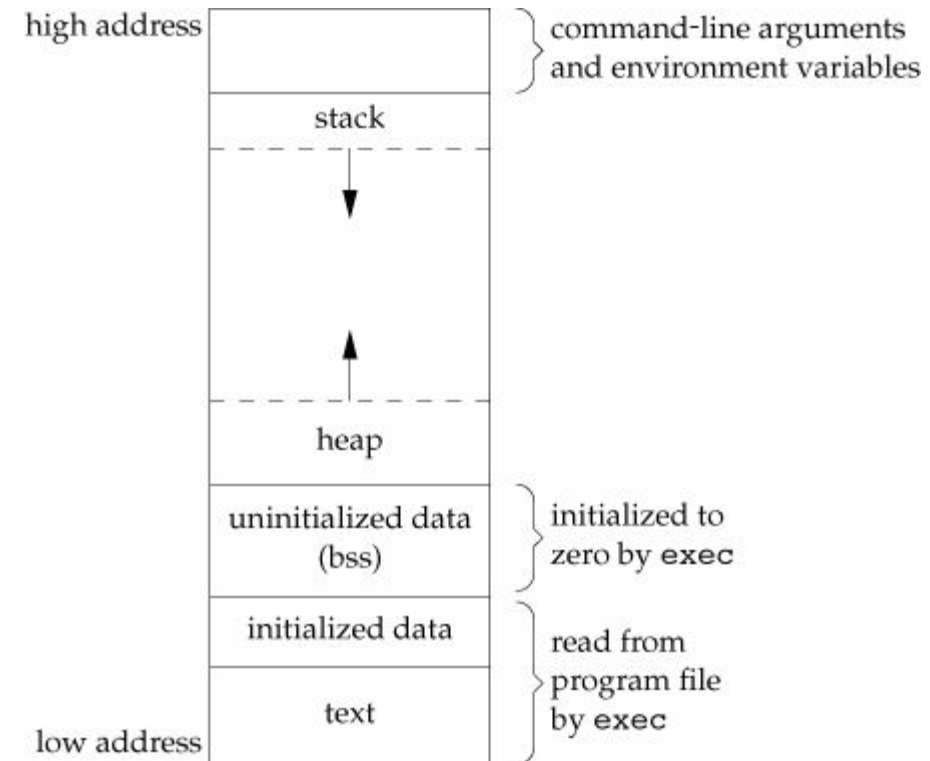 high address
command-line arguments
and environment variables
stack
heap
uninitialized data
(bss)
initialized to
zero by exec
initialized data
read from
program file
by exec
text
low address